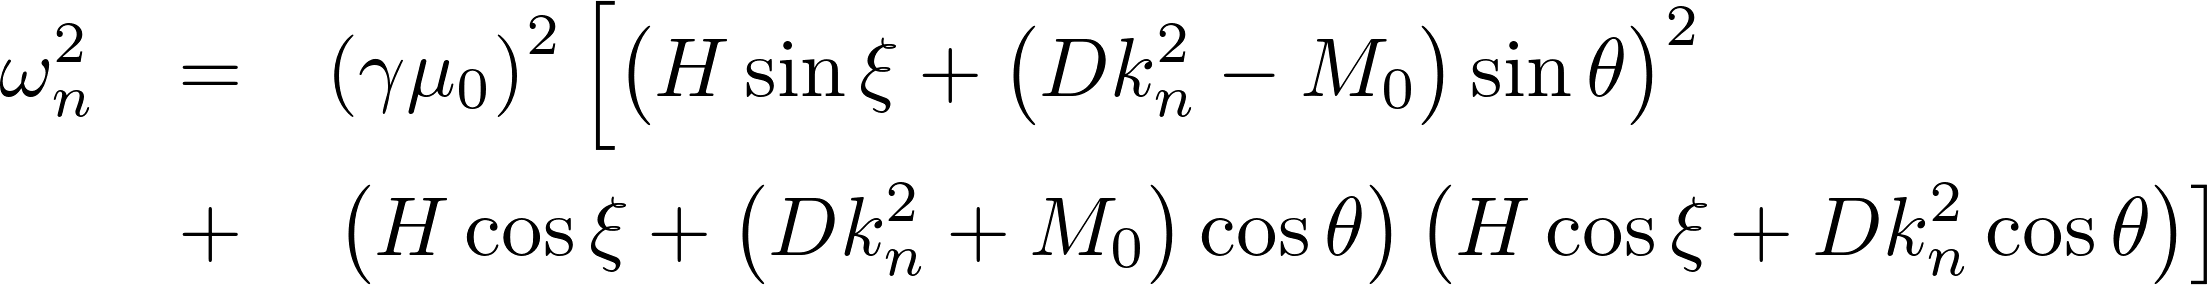 ω_n^2 = (γμ_0)^2 [(H sin ξ + (Dk_n^2 − M_0) sin θ)^2
+ (H cos ξ + (Dk_n^2 + M_0) cos θ) (H cos ξ + Dk_n^2 cos θ)]